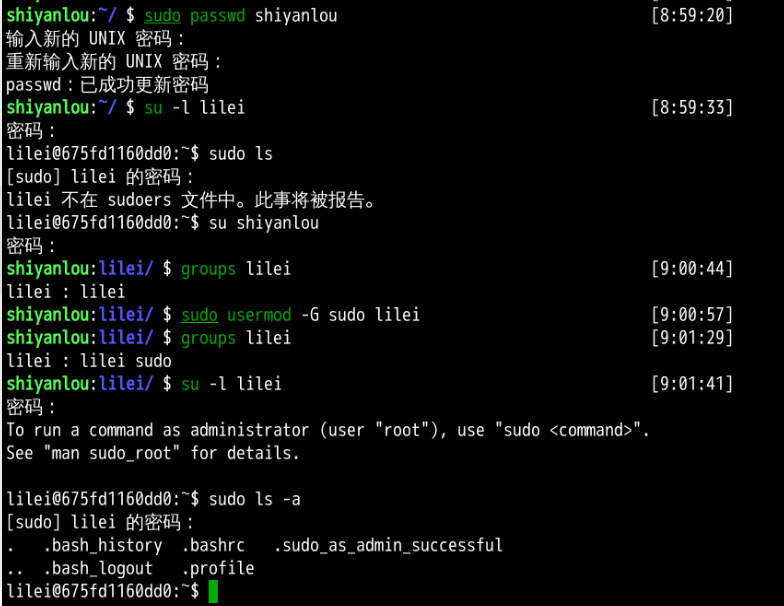 shiyanlou:~/ $ sudo passwd shiyanlou [8:59:20]
输入新的 UNIX 密码：
重新输入新的 UNIX 密码：
passwd：已成功更新密码
shiyanlou:~/ $ su -l lilei [8:59:33]
密码：
lilei@675fd1160dd0:~$ sudo ls
[sudo] lilei 的密码：
lilei 不在 sudoers 文件中。此事将被报告。
lilei@675fd1160dd0:~$ su shiyanlou
密码：
shiyanlou:lilei/ $ groups lilei [9:00:44]
lilei : lilei
shiyanlou:lilei/ $ sudo usermod -G sudo lilei [9:00:57]
shiyanlou:lilei/ $ groups lilei [9:01:29]
lilei : lilei sudo
shiyanlou:lilei/ $ su -l lilei [9:01:41]
密码：
To run a command as administrator (user "root"), use "sudo <command>".
See "man sudo_root" for details.
lilei@675fd1160dd0:~$ sudo ls -a
[sudo] lilei 的密码：
. .bash_history .bashrc .sudo_as_admin_successful
.. .bash_logout .profile
lilei@675fd1160dd0:~$